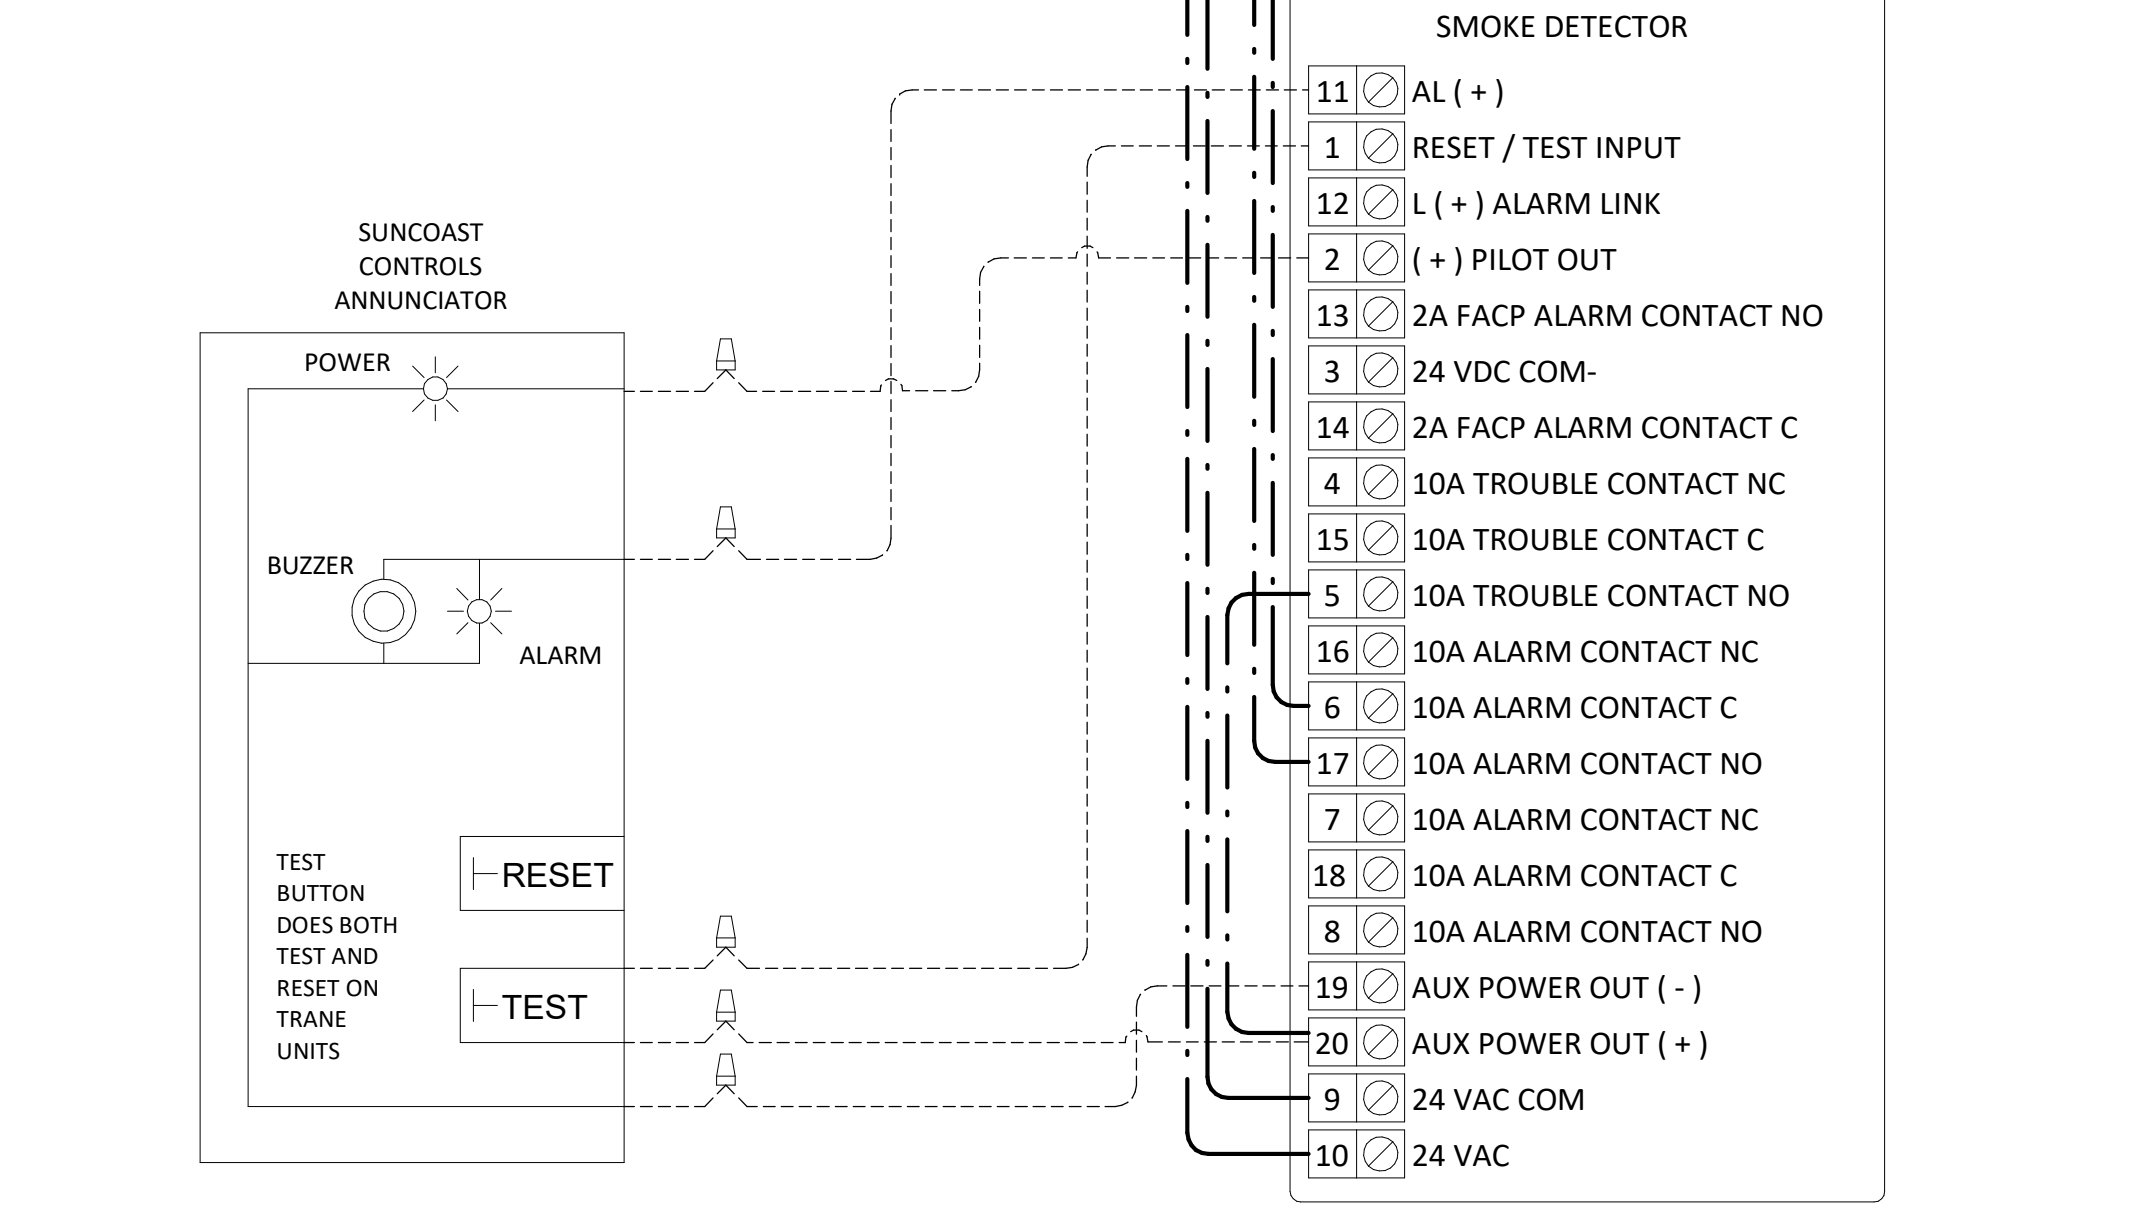 SMOKE DETECTOR
11 AL ( + )
1 RESET / TEST INPUT
12 L ( + ) ALARM LINK
2 ( + ) PILOT OUT
13 2A FACP ALARM CONTACT NO
3 24 VDC COM-
14 2A FACP ALARM CONTACT C
4 10A TROUBLE CONTACT NC
15 10A TROUBLE CONTACT C
5 10A TROUBLE CONTACT NO
16 10A ALARM CONTACT NC
6 10A ALARM CONTACT C
17 10A ALARM CONTACT NO
7 10A ALARM CONTACT NC
18 10A ALARM CONTACT C
8 10A ALARM CONTACT NO
19 AUX POWER OUT ( - )
20 AUX POWER OUT ( + )
9 24 VAC COM
10 24 VAC
SUNCOAST
CONTROLS
ANNUNCIATOR
POWER
BUZZER
ALARM
RESET
TEST
TEST
BUTTON
DOES BOTH
TEST AND
RESET ON
TRANE
UNITS